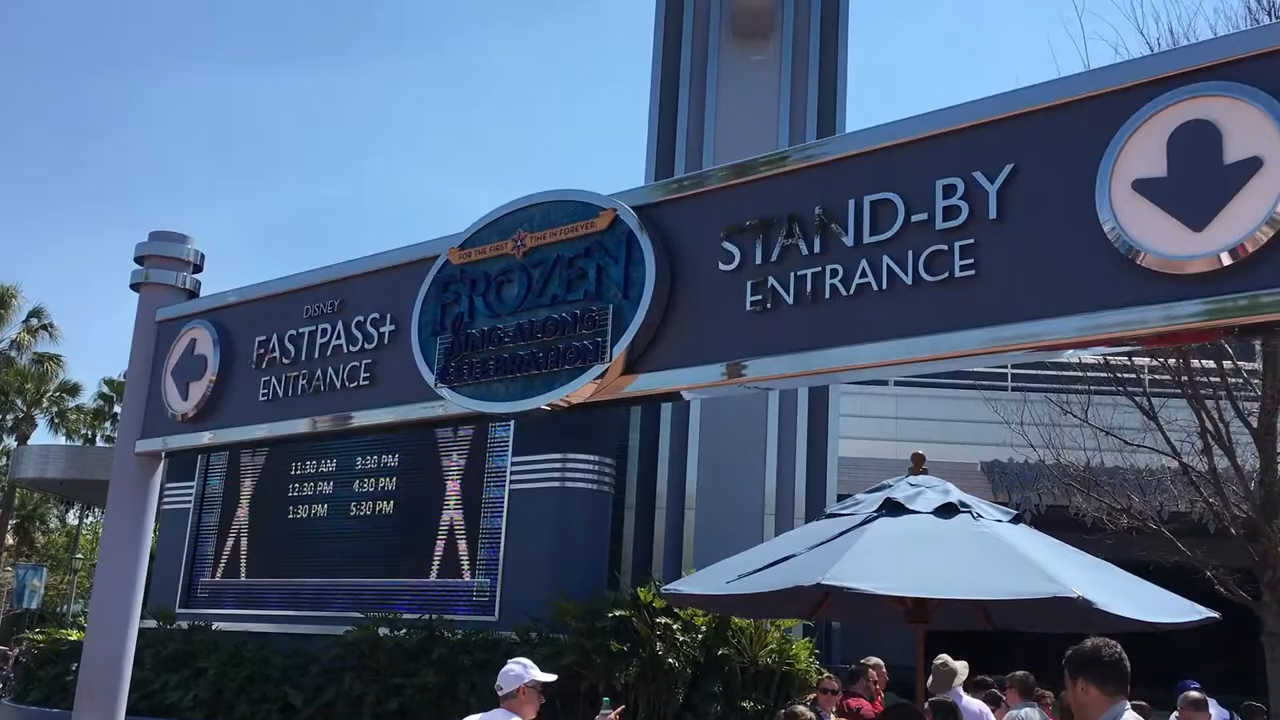 DISNEY
FASTPASS+
ENTRANCE
FOR THE FIRST TIME IN FOREVER:
FROZEN
SING-ALONG
CELEBRATION
STAND-BY
ENTRANCE
11:30 AM 3:30 PM
12:30 PM 4:30 PM
1:30 PM 5:30 PM